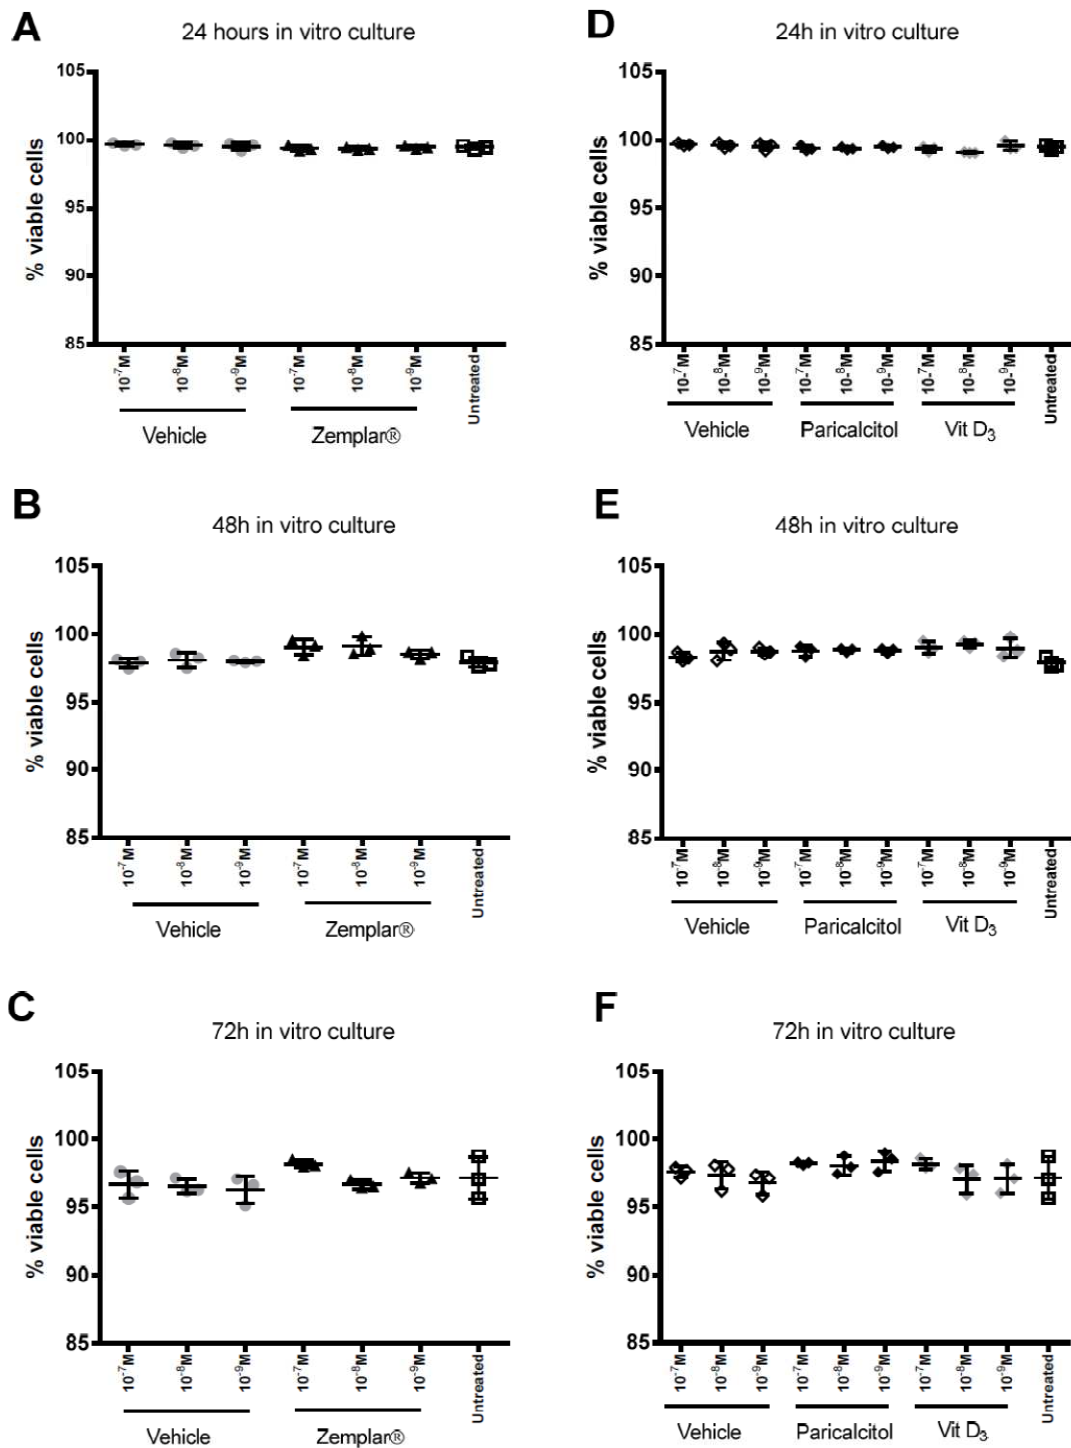 A
24 hours in vitro culture
% viable cells
105
100
95
90
85
10⁻⁷M
10⁻⁸M
10⁻⁹M
10⁻⁷M
10⁻⁸M
10⁻⁹M
Untreated
Vehicle
Zemplar®
D
24h in vitro culture
% viable cells
105
100
95
90
85
10⁻⁷M
10⁻⁸M
10⁻⁹M
10⁻⁷M
10⁻⁸M
10⁻⁹M
10⁻⁷M
10⁻⁸M
10⁻⁹M
Untreated
Vehicle
Paricalcitol
Vit D₃
B
48h in vitro culture
% viable cells
105
100
95
90
85
10⁻⁷M
10⁻⁸M
10⁻⁹M
10⁻⁷M
10⁻⁸M
10⁻⁹M
Untreated
Vehicle
Zemplar®
E
48h in vitro culture
% viable cells
105
100
95
90
85
10⁻⁷M
10⁻⁸M
10⁻⁹M
10⁻⁷M
10⁻⁸M
10⁻⁹M
10⁻⁷M
10⁻⁸M
10⁻⁹M
Untreated
Vehicle
Paricalcitol
Vit D₃
C
72h in vitro culture
% viable cells
105
100
95
90
85
10⁻⁷M
10⁻⁸M
10⁻⁹M
10⁻⁷M
10⁻⁸M
10⁻⁹M
Untreated
Vehicle
Zemplar®
F
72h in vitro culture
% viable cells
105
100
95
90
85
10⁻⁷M
10⁻⁸M
10⁻⁹M
10⁻⁷M
10⁻⁸M
10⁻⁹M
10⁻⁷M
10⁻⁸M
10⁻⁹M
Untreated
Vehicle
Paricalcitol
Vit D₃